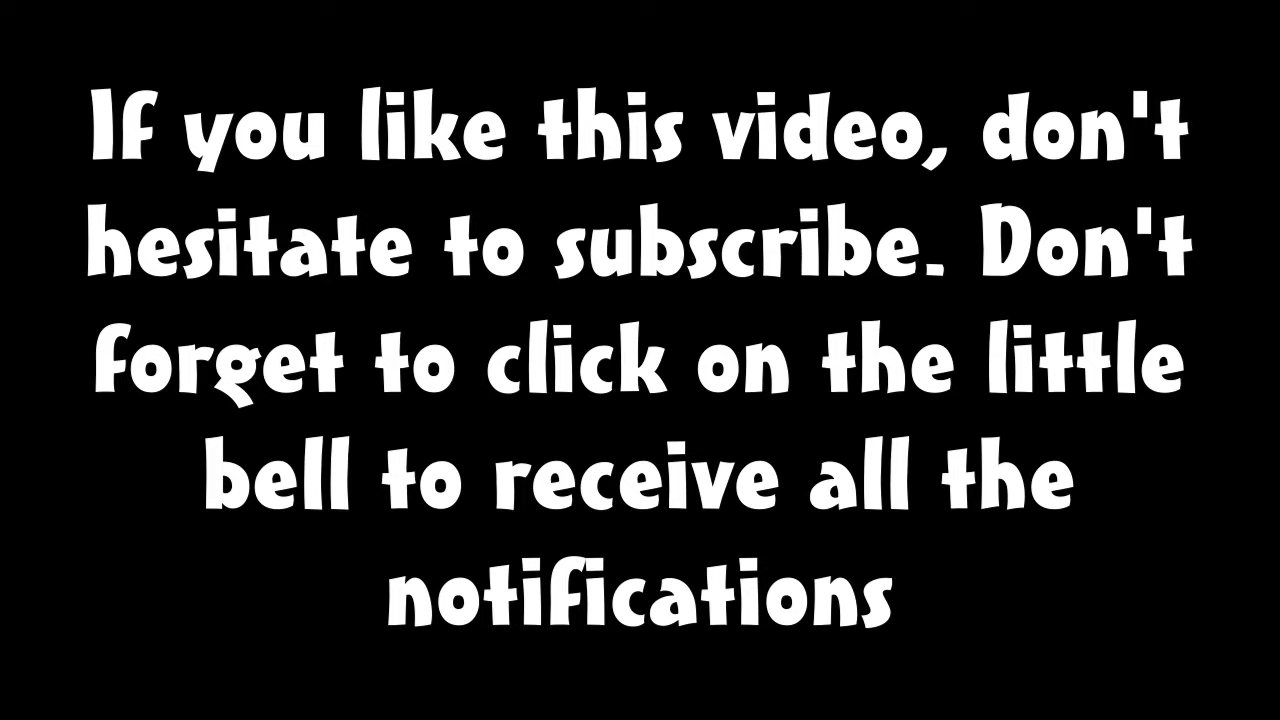 If you like this video, don't
hesitate to subscribe. Don't
forget to click on the little
bell to receive all the
notifications